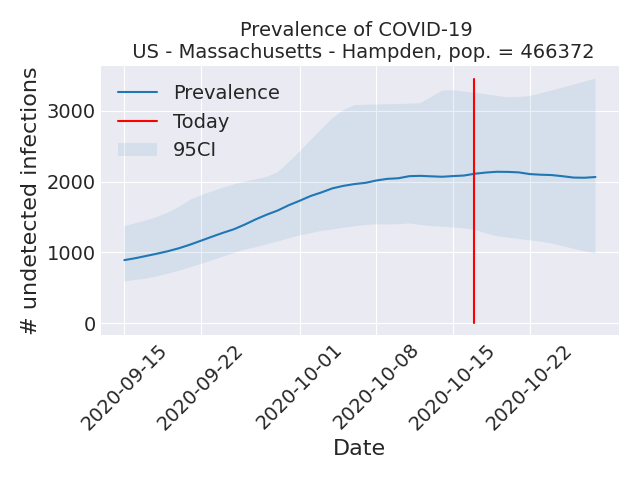 Prevalence of COVID-19
US - Massachusetts - Hampden, pop. = 466372
# undetected infections
3000
2000
1000
0
Prevalence
Today
95CI
2020-09-15
2020-09-22
2020-10-01
2020-10-08
2020-10-15
2020-10-22
Date